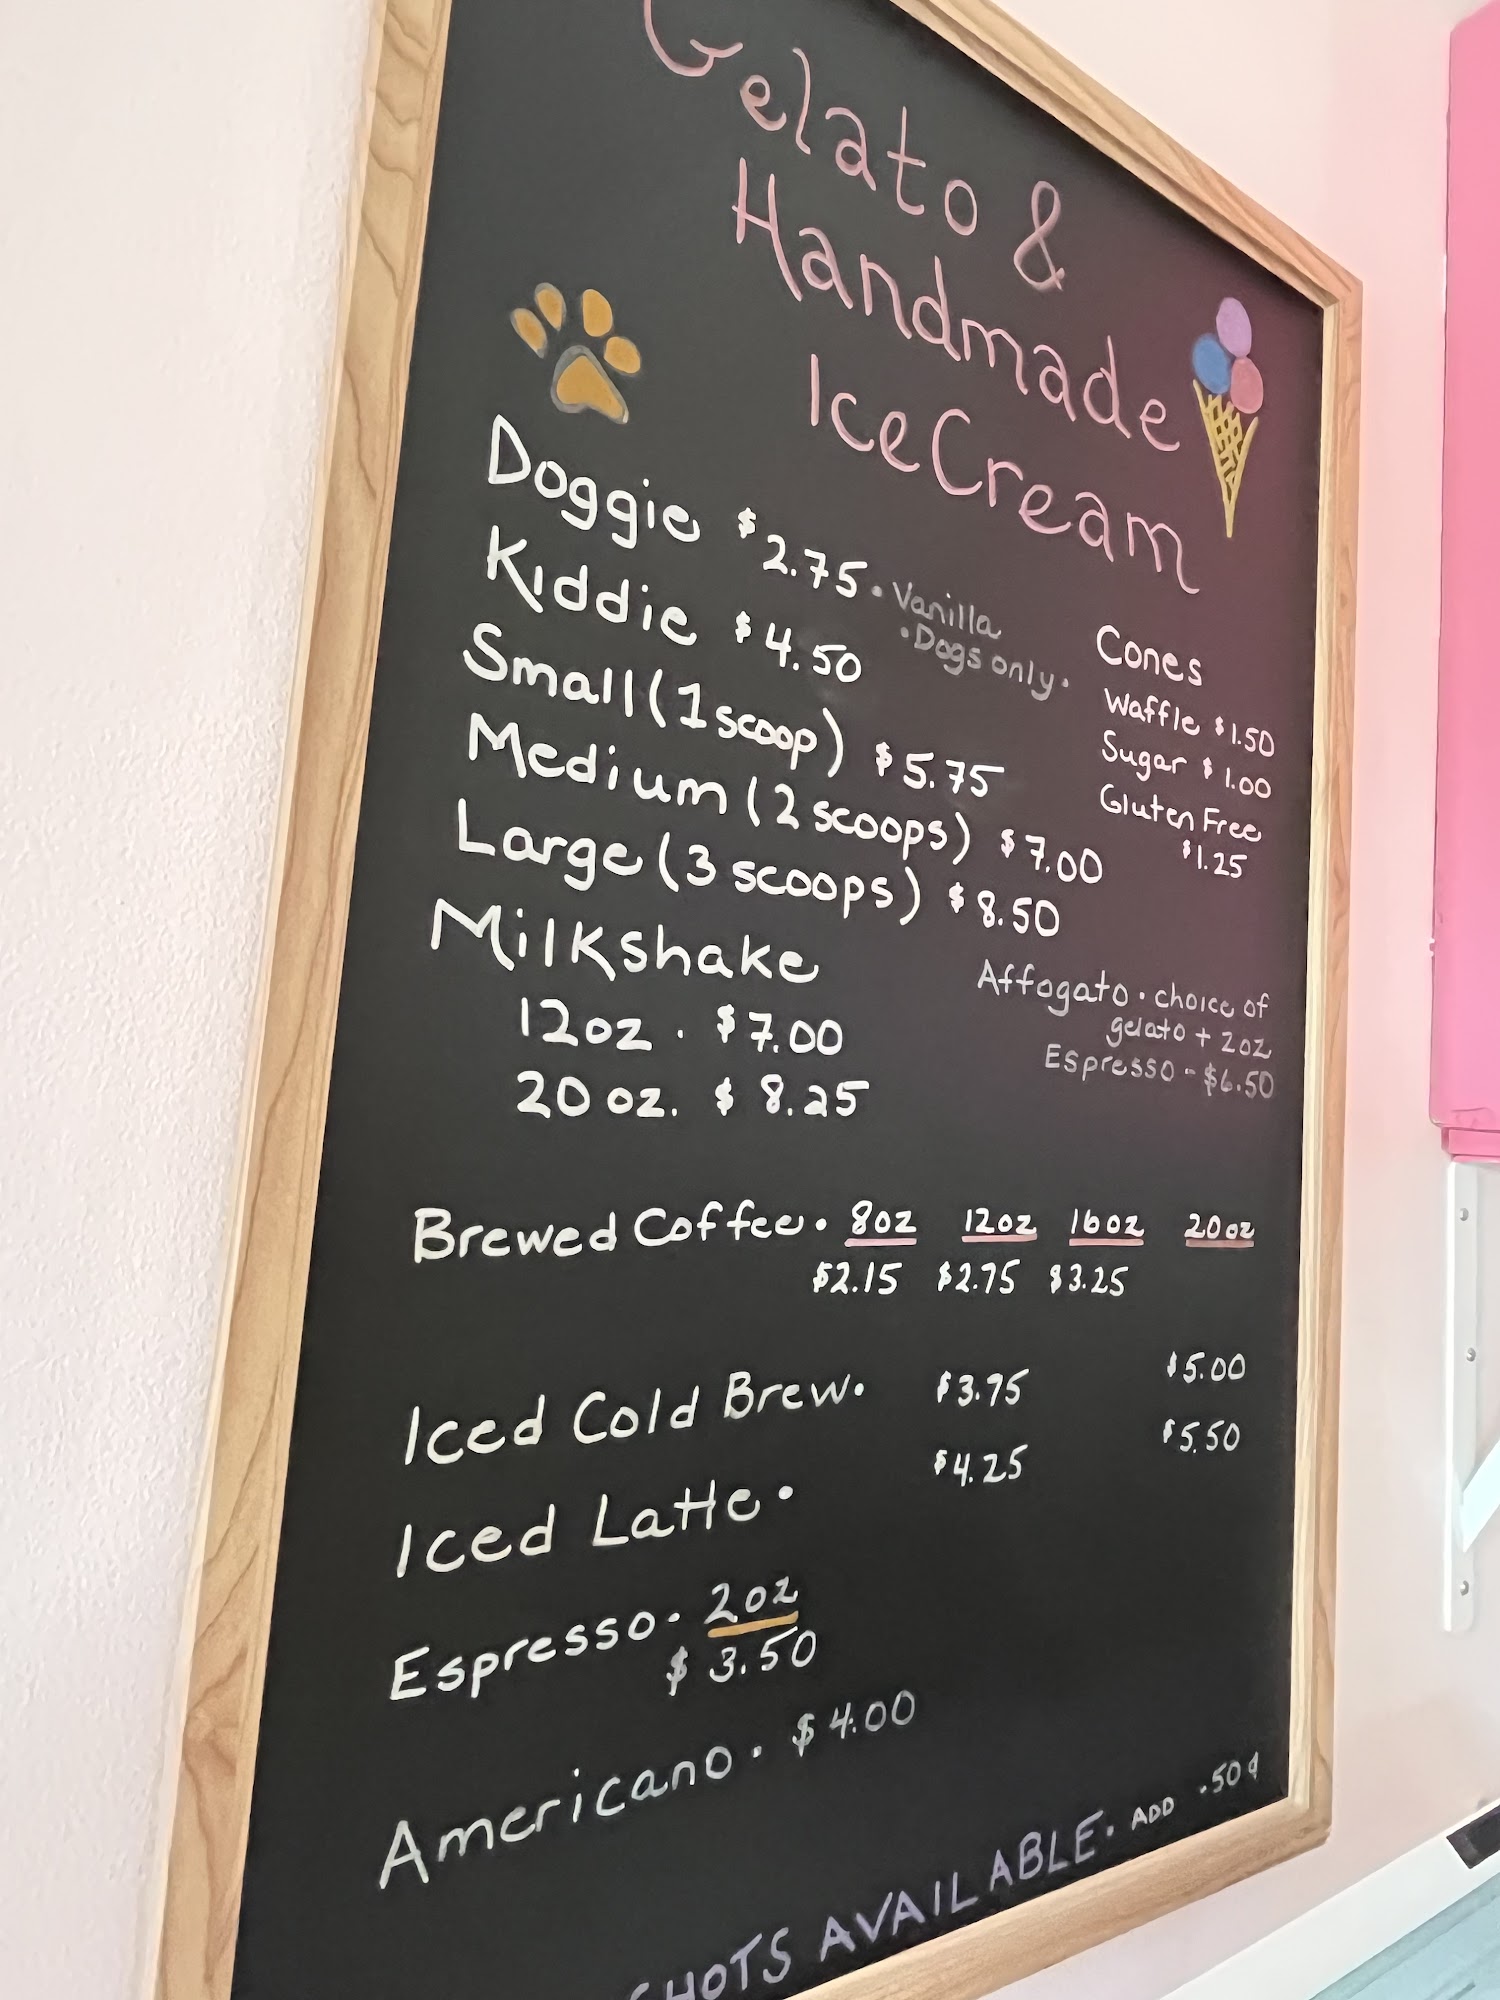 Gelato &
Handmade
Ice Cream
Doggie $2.75 • Vanilla
• Dogs only •
Kiddie $4.50
Small (1 scoop) $5.75
Medium (2 scoops) $7.00
Large (3 scoops) $8.50
Cones
Waffle $1.50
Sugar $1.00
Gluten Free
$1.25
Milkshake
12oz • $7.00
20 oz. $8.25
Affogato • choice of
gelato + 2oz
Espresso - $6.50
Brewed Coffee • 8oz 12oz 16oz 20oz
$2.15 $2.75 $3.25
Iced Cold Brew • $3.75 $5.00
Iced Latte • $4.25 $5.50
Espresso • 2oz
$3.50
Americano • $4.00
SHOTS AVAILABLE • ADD .50¢